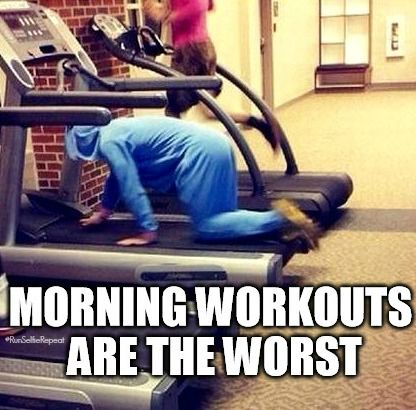 MORNING WORKOUTS
#RunSelfieRepeat
ARE THE WORST